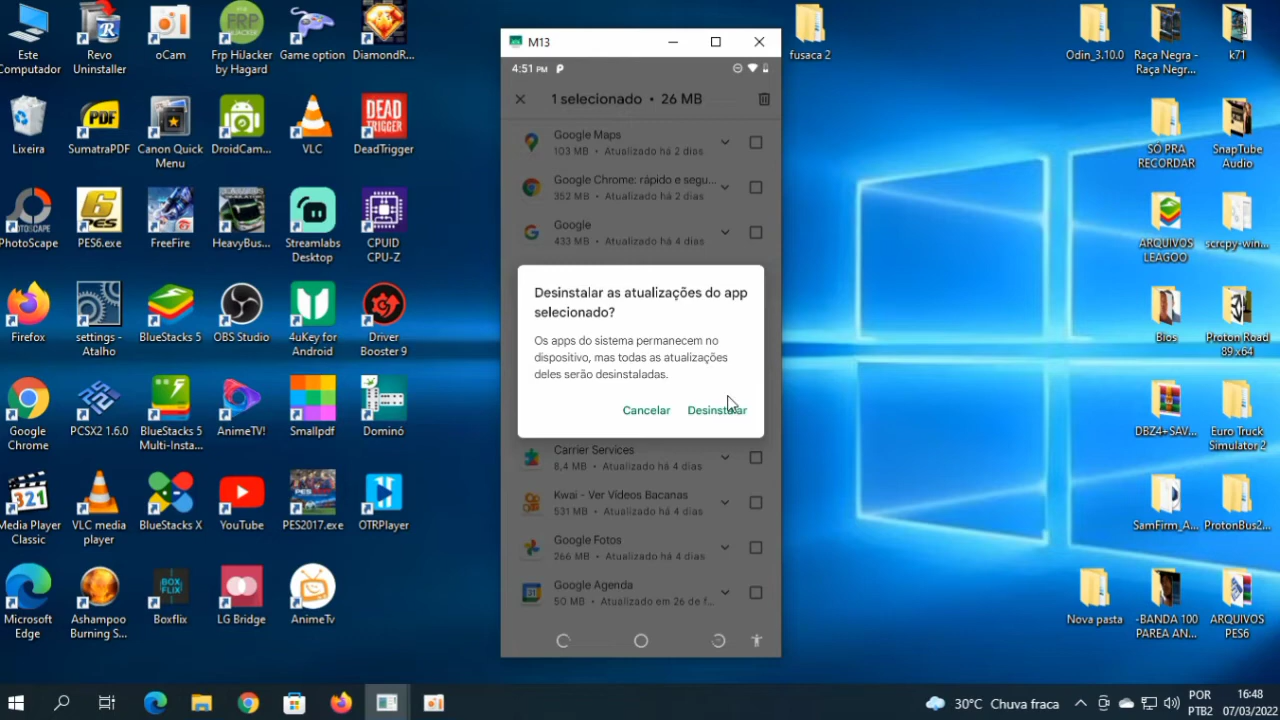 Este
Computador
Revo
Uninstaller
oCam
Frp HiJacker
by Hagard
Game option
DiamondR...
fusaca 2
Odin_3.10.0
Raça Negra -
Raça Negr...
k71
Lixeira
SumatraPDF
Canon Quick
Menu
DroidCam...
VLC
DeadTrigger
SÓ PRA
RECORDAR
SnapTube
Audio
PhotoScape
PES6.exe
FreeFire
HeavyBus...
Streamlabs
Desktop
CPUID
CPU-Z
ARQUIVOS
LEAGOO
scrcpy-win...
Firefox
settings -
Atalho
BlueStacks 5
OBS Studio
4uKey for
Android
Driver
Booster 9
Bios
Proton Road
89.x64
Google
Chrome
PCSX2 1.6.0
BlueStacks 5
Multi-Insta...
AnimeTV!
Smallpdf
Dominó
DBZ4+SAV...
Euro Truck
Simulator 2
Media Player
Classic
VLC media
player
BlueStacks X
YouTube
PES2017.exe
OTRPlayer
SamFirm_A...
ProtonBus2...
Microsoft
Edge
Ashampoo
Burning S...
Boxflix
LG Bridge
AnimeTv
Nova pasta
-BANDA 100
PAREA AN...
ARQUIVOS
PES6
M13
4:51 PM
1 selecionado • 26 MB
Google Maps
103 MB • Atualizado há 2 dias
Google Chrome: rápido e segu...
352 MB • Atualizado há 2 dias
Google
433 MB • Atualizado há 4 dias
Desinstalar as atualizações do app
selecionado?
Os apps do sistema permecem no
dispositivo, mas todas as atualizações
deles serão desinstaladas.
Cancelar
Desinstalar
Carrier Services
8,4 MB • Atualizado há 4 dias
Kwai - Ver Vídeos Bacanas
531 MB • Atualizado há 4 dias
Google Fotos
266 MB • Atualizado há 4 dias
Google Agenda
50 MB • Atualizado em 26 de f...
30°C Chuva fraca
POR
PTB2
16:48
07/03/2022